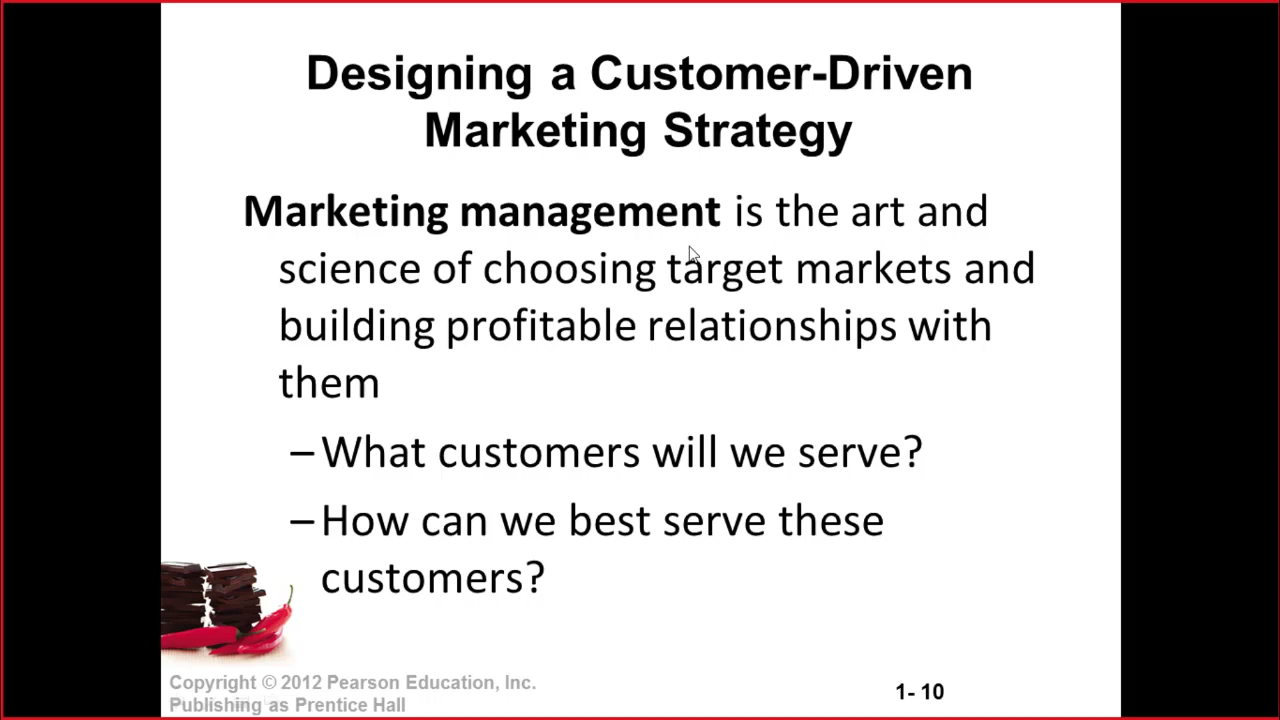 Designing a Customer-Driven
Marketing Strategy
Marketing management is the art and
science of choosing target markets and
building profitable relationships with
them
–What customers will we serve?
–How can we best serve these
customers?
Copyright © 2012 Pearson Education, Inc.
Publishing as Prentice Hall
1- 10